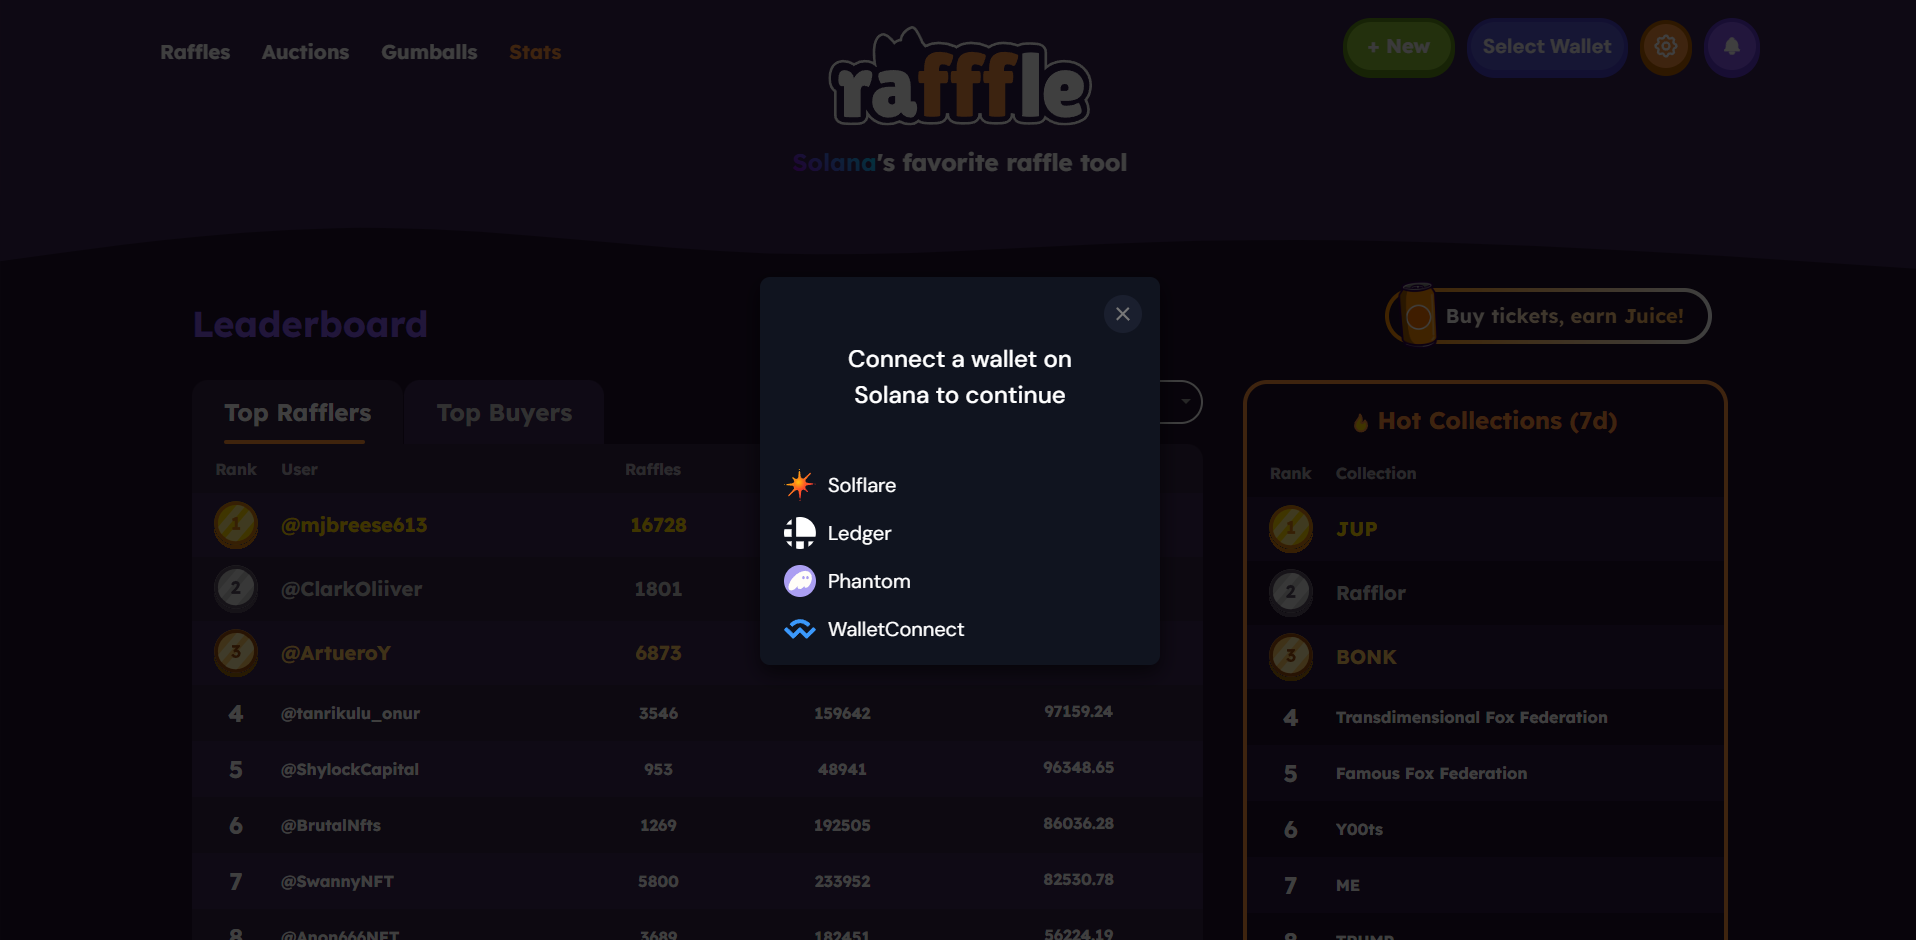 Raffles Auctions Gumballs Stats
rafffle
+ New Select Wallet
Solana's favorite raffle tool
Leaderboard
Buy tickets, earn Juice!
Connect a wallet on
Solana to continue
Solflare
Ledger
Phantom
WalletConnect
Top Rafflers Top Buyers
Rank User Raffles
1 @mjbreese613 16728
2 @ClarkOliiver 1801
3 @ArtueroY 6873
4 @tanrikulu_onur 3546 159642 97159.24
5 @ShylockCapital 953 48941 96348.65
6 @BrutalNfts 1269 192505 86036.28
7 @SwannyNFT 5800 233952 82530.78
8 @Anon666NFT 3689 182451 56224.19
Hot Collections (7d)
Rank Collection
1 JUP
2 Rafflor
3 BONK
4 Transdimensional Fox Federation
5 Famous Fox Federation
6 Y00ts
7 ME
8 TRUMP